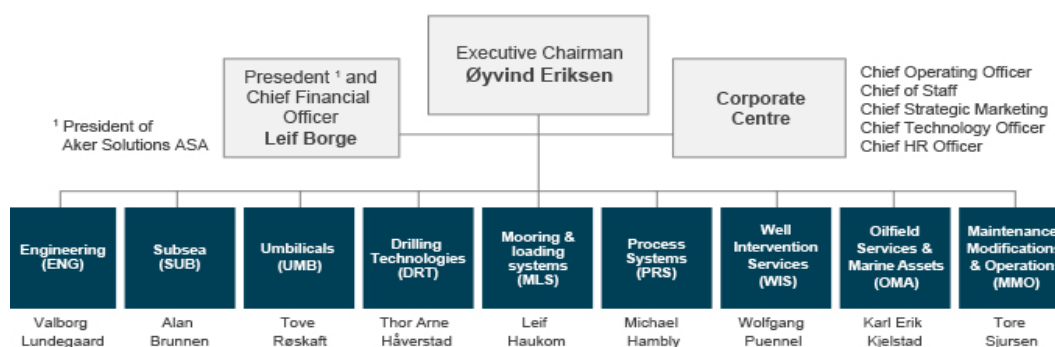 Executive Chairman
Øyvind Eriksen
Presedent ¹ and
Chief Financial
Officer
Leif Borge
Corporate
Centre
Chief Operating Officer
Chief of Staff
Chief Strategic Marketing
Chief Technology Officer
Chief HR Officer
¹ President of
Aker Solutions ASA
Engineering
(ENG)
Subsea
(SUB)
Umbilicals
(UMB)
Drilling
Technologies
(DRT)
Mooring &
loading
systems
(MLS)
Process
Systems
(PRS)
Well
Intervention
Services
(WIS)
Oilfield
Services &
Marine Assets
(OMA)
Maintenance
Modifications
& Operation
(MMO)
Valborg
Lundegaard
Alan
Brunnen
Tove
Røskaft
Thor Arne
Håverstad
Leif
Haukom
Michael
Hambly
Wolfgang
Puennel
Karl Erik
Kjelstad
Tore
Sjursen